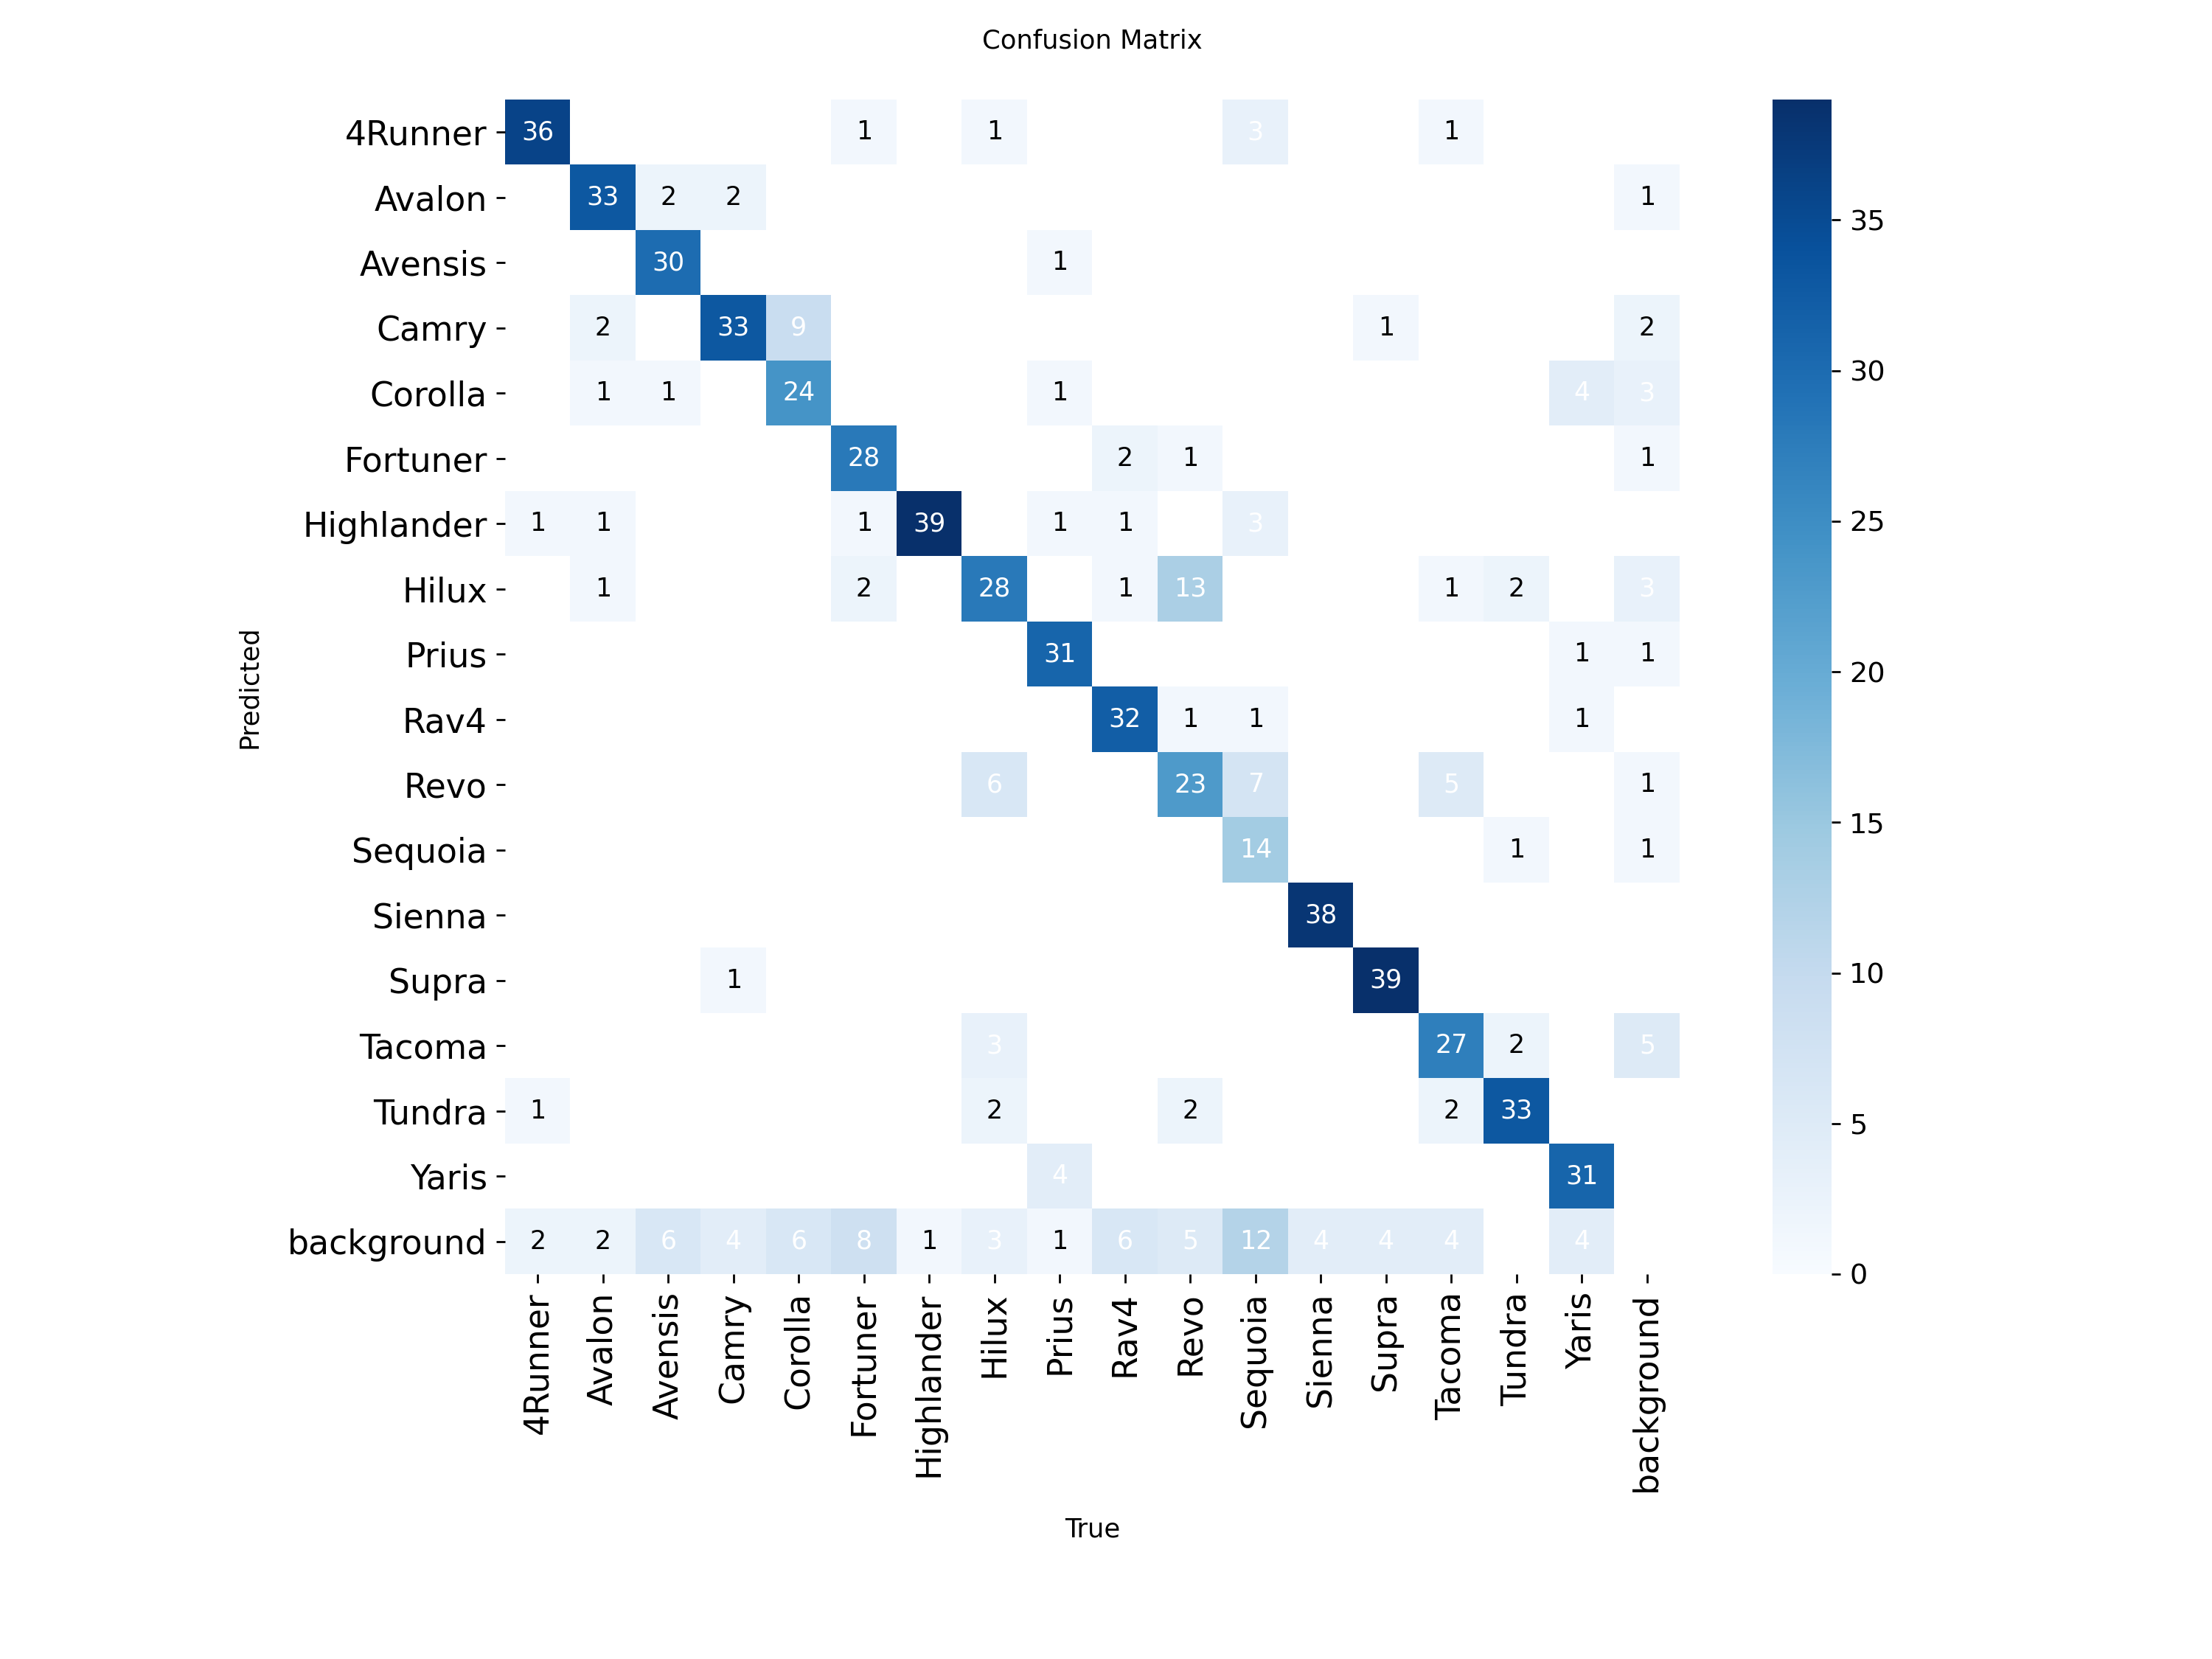 Confusion Matrix
4Runner 36 1 1 3 1
Avalon 33 2 2 1
Avensis 30 1
Camry 2 33 9 1 2
Corolla 1 1 24 1 4 3
Fortuner 28 2 1 1
Highlander 1 1 1 39 1 1 3
Hilux 1 2 28 1 13 1 2 3
Prius 31 1 1
Rav4 32 1 1 1
Revo 6 23 7 5 1
Sequoia 14 1 1
Sienna 38
Supra 1 39
Tacoma 3 27 2 5
Tundra 1 2 2 2 33
Yaris 4 31
background 2 2 6 4 6 8 1 3 1 6 5 12 4 4 4 4
4Runner Avalon Avensis Camry Corolla Fortuner Highlander Hilux Prius Rav4 Revo Sequoia Sienna Supra Tacoma Tundra Yaris background
True
Predicted
35
30
25
20
15
10
5
0